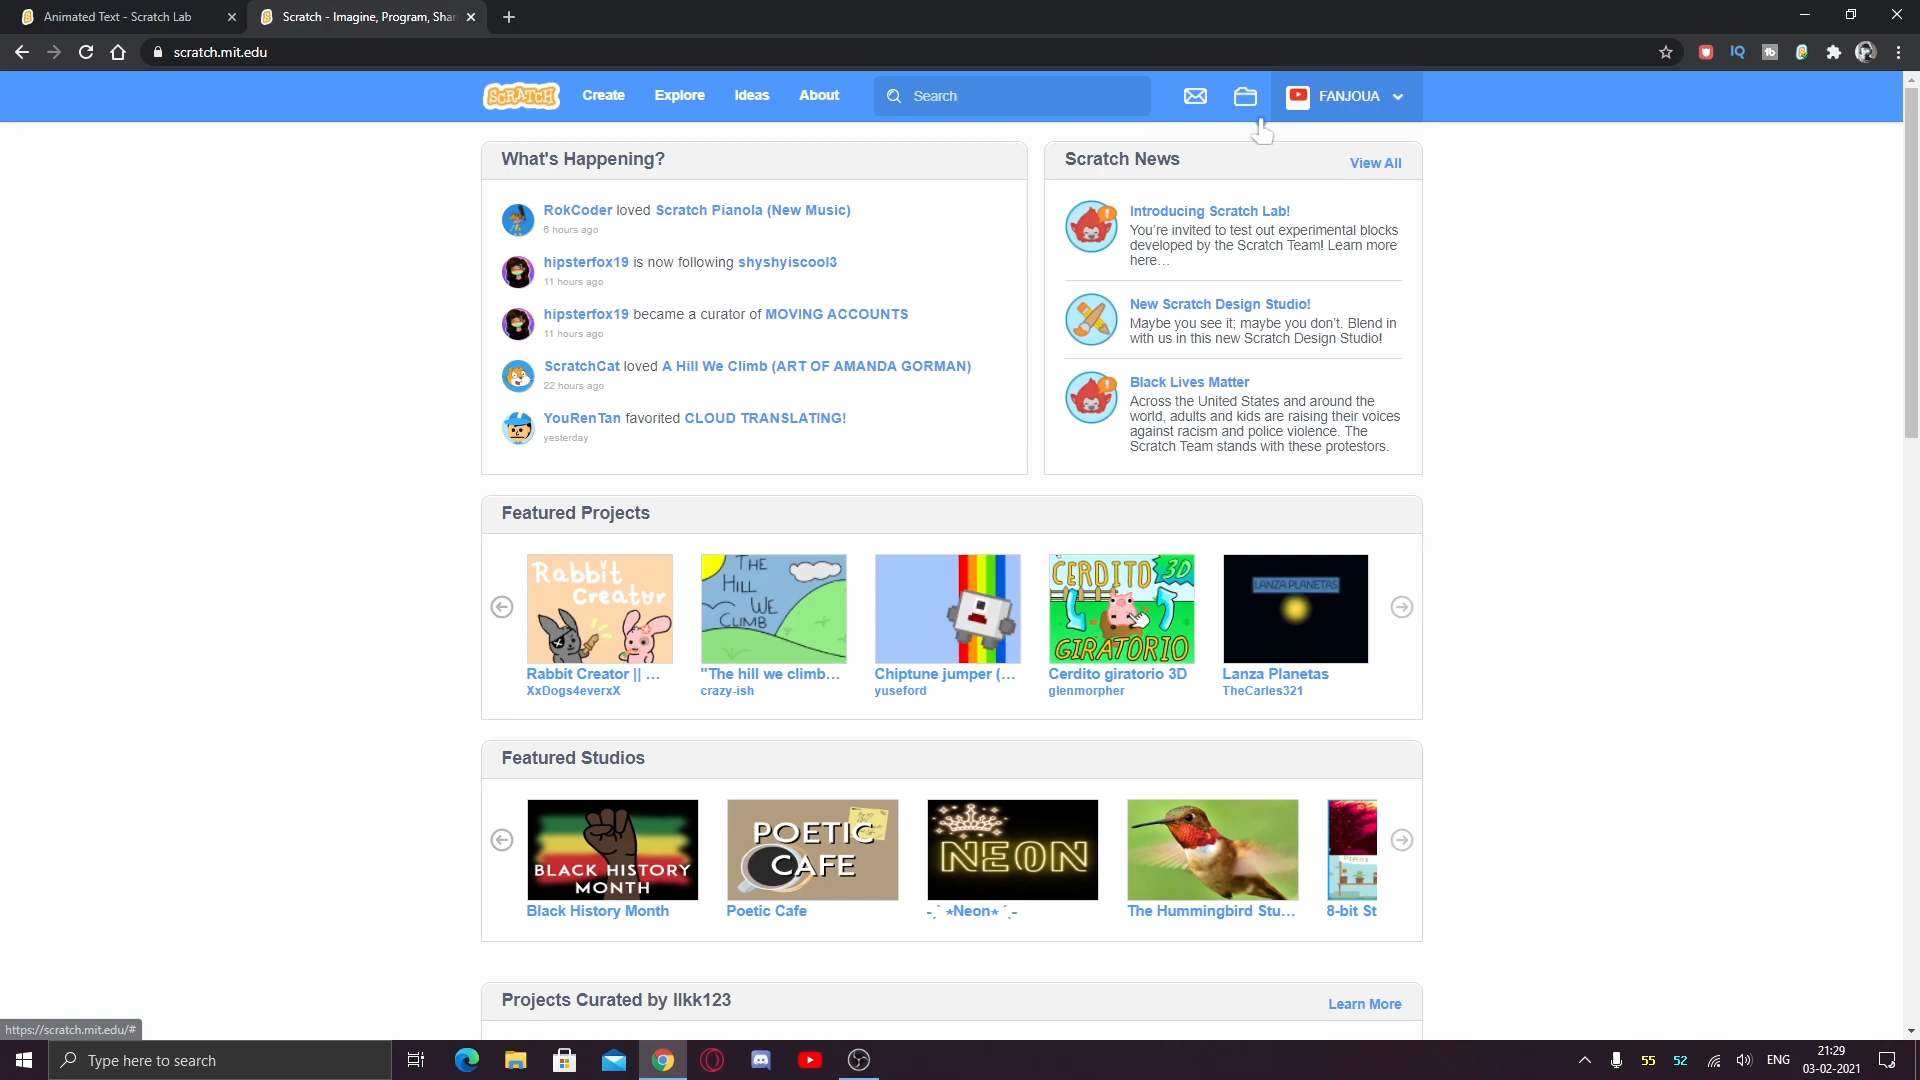 Animated Text - Scratch Lab
Scratch - Imagine, Program, Shar
scratch.mit.edu
SCRATCH
Create
Explore
Ideas
About
Search
FANJOUA
What's Happening?
RokCoder loved Scratch Pianola (New Music)
6 hours ago
hipsterfox19 is now following shyshyiscool3
11 hours ago
hipsterfox19 became a curator of MOVING ACCOUNTS
11 hours ago
ScratchCat loved A Hill We Climb (ART OF AMANDA GORMAN)
22 hours ago
YouRenTan favorited CLOUD TRANSLATING!
yesterday
Scratch News
View All
Introducing Scratch Lab!
You're invited to test out experimental blocks
developed by the Scratch Team! Learn more
here...
New Scratch Design Studio!
Maybe you see it; maybe you don't. Blend in
with us in this new Scratch Design Studio!
Black Lives Matter
Across the United States and around the
world, adults and kids are raising their voices
against racism and police violence. The
Scratch Team stands with these protestors.
Featured Projects
Rabbit
Creator
THE
HILL
WE
CLIMB
CERDITO 3D
GIRATORIO
LANZA PLANETAS
Rabbit Creator || ...
XxDogs4everxX
"The hill we climb...
crazy-ish
Chiptune jumper (...
yuseford
Cerdito giratorio 3D
glenmorpher
Lanza Planetas
TheCarles321
Featured Studios
BLACK HISTORY
MONTH
POETIC
CAFE
NEON
Black History Month
Poetic Cafe
-ˏˋ ⋆Neon⋆ ˊˎ-
The Hummingbird Stu...
8-bit St
Projects Curated by llkk123
Learn More
https://scratch.mit.edu/#
Type here to search
55
52
ENG
21:29
03-02-2021